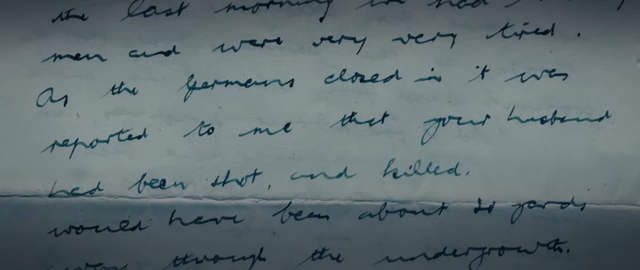 the last morning we had
men and were very very tired.
As the Germans closed in it was
reported to me that your husband
had been shot, and killed.
would have been about yards
away through the undergrowth.